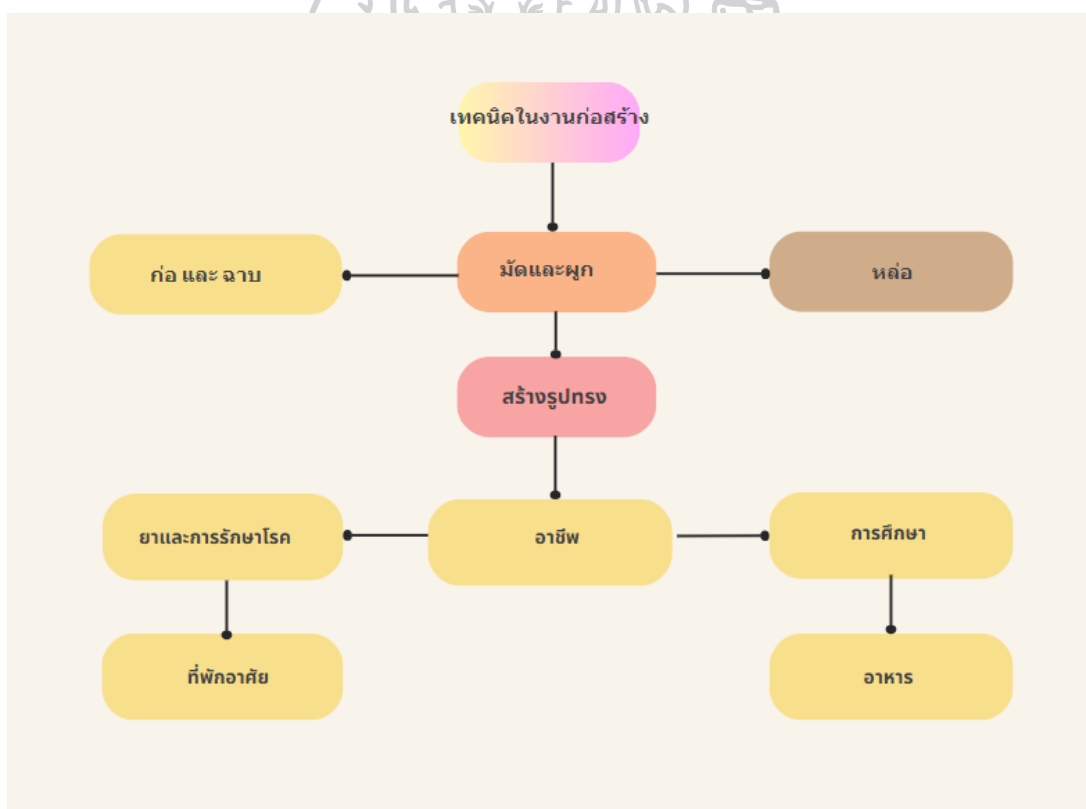 เทคนิคในงานก่อสร้าง
ก่อ และ ฉาบ
มัดและผูก
หล่อ
สร้างรูปทรง
ยาและการรักษาโรค
อาชีพ
การศึกษา
ที่พักอาศัย
อาหาร